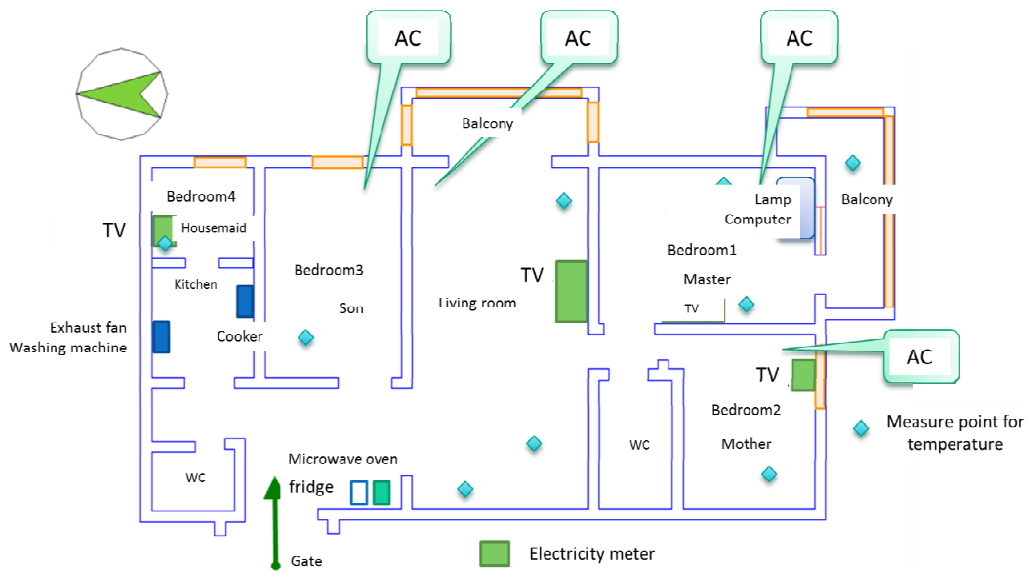 AC
AC
AC
Balcony
Bedroom4
Housemaid
TV
Lamp
Computer
Balcony
Bedroom1
Master
TV
Kitchen
Bedroom3
Son
TV
Living room
Exhaust fan
Washing machine
Cooker
AC
TV
Bedroom2
Mother
Measure point for
temperature
WC
Microwave oven
fridge
WC
Gate
Electricity meter